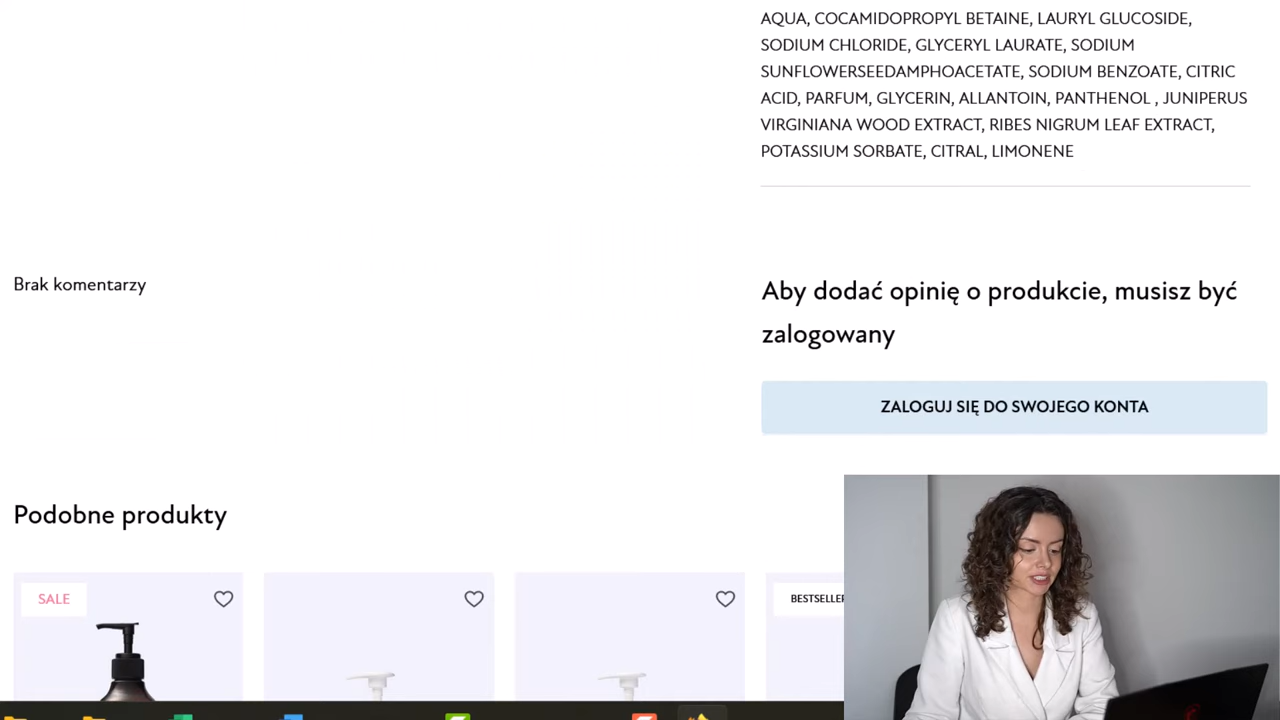 AQUA, COCAMIDOPROPYL BETAINE, LAURYL GLUCOSIDE,
SODIUM CHLORIDE, GLYCERYL LAURATE, SODIUM
SUNFLOWERSEEDAMPHOACETATE, SODIUM BENZOATE, CITRIC
ACID, PARFUM, GLYCERIN, ALLANTOIN, PANTHENOL , JUNIPERUS
VIRGINIANA WOOD EXTRACT, RIBES NIGRUM LEAF EXTRACT,
POTASSIUM SORBATE, CITRAL, LIMONENE
Brak komentarzy
Aby dodać opinię o produkcie, musisz być
zalogowany
ZALOGUJ SIĘ DO SWOJEGO KONTA
Podobne produkty
SALE
BESTSELLER